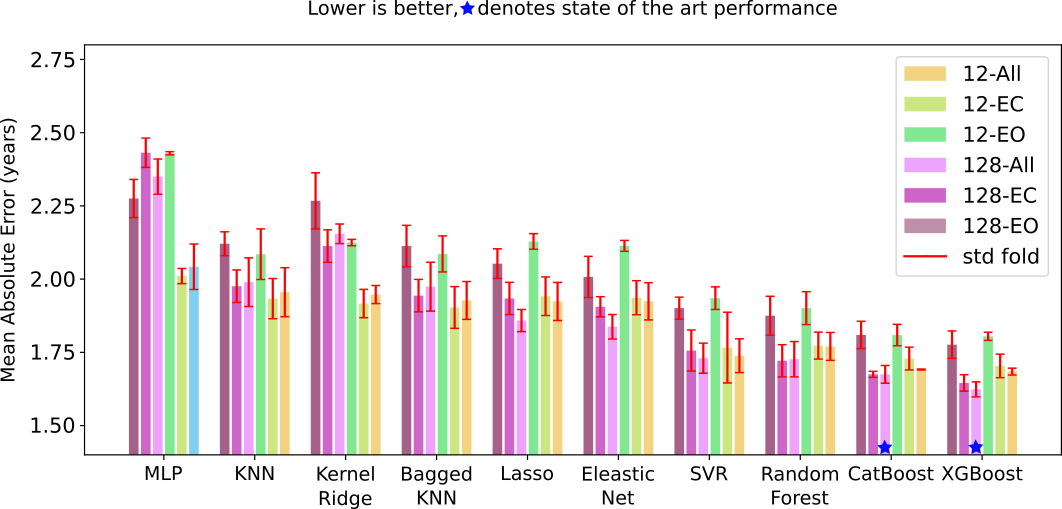 Lower is better,★denotes state of the art performance
Mean Absolute Error (years)
2.75
2.50
2.25
2.00
1.75
1.50
12-All
12-EC
12-EO
128-All
128-EC
128-EO
std fold
MLP
KNN
Kernel
Ridge
Bagged
KNN
Lasso
Eleastic
Net
SVR
Random
Forest
CatBoost
XGBoost